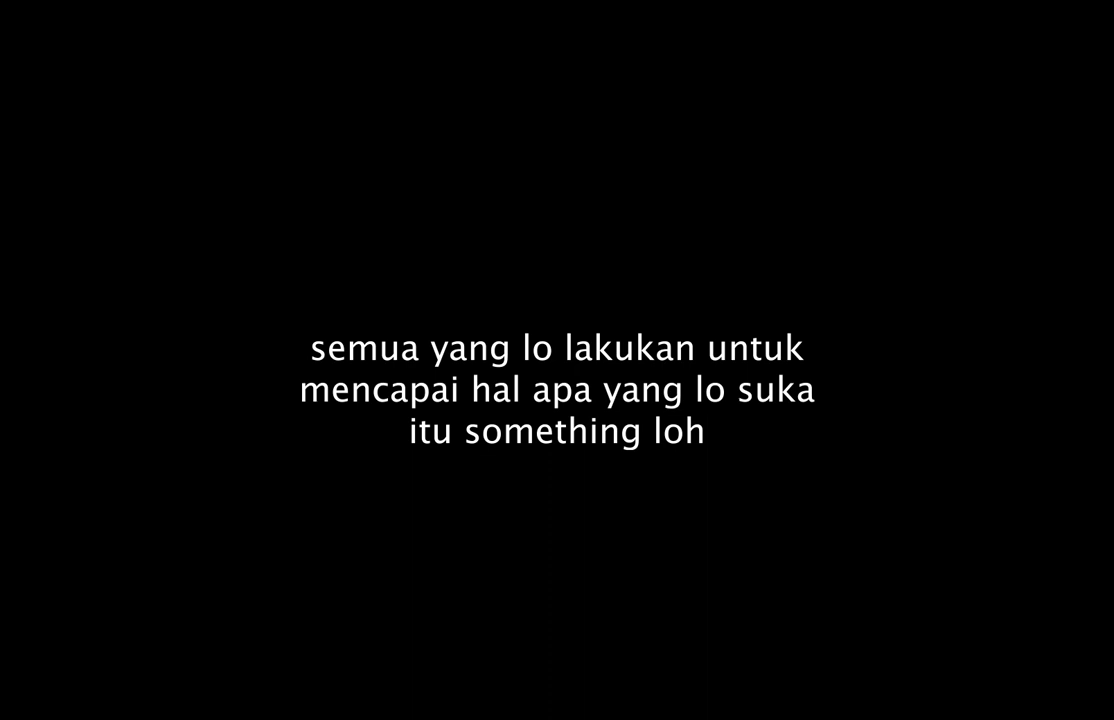 semua yang lo lakukan untuk
mencapai hal apa yang lo suka
itu something loh